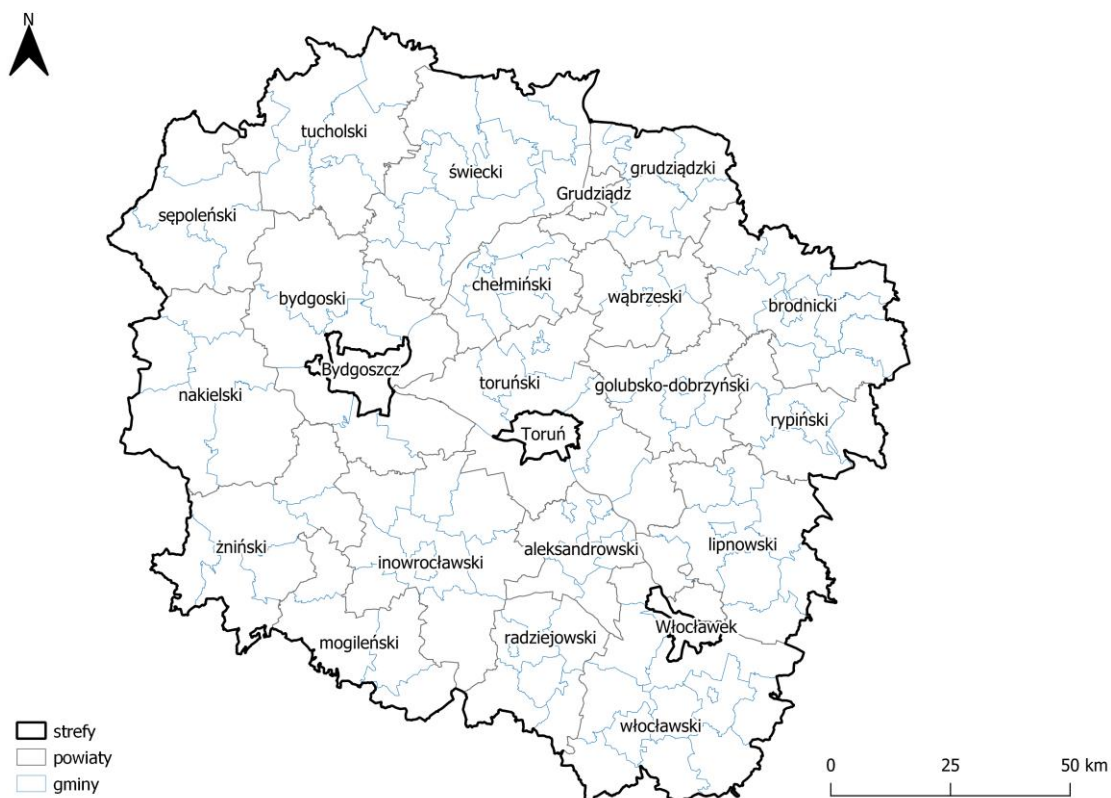 N
tucholski
świecki
grudziądzki
Grudziądz
sępoleński
chełmiński
bydgoski
wąbrzeski
brodnicki
Bydgoszcz
toruński
golubsko-dobrzyński
nakielski
rypiński
Toruń
żniński
aleksandrowski
lipnowski
inowrocławski
Włocławek
radziejowski
mogileński
włocławski
strefy
powiaty
gminy
0 25 50 km